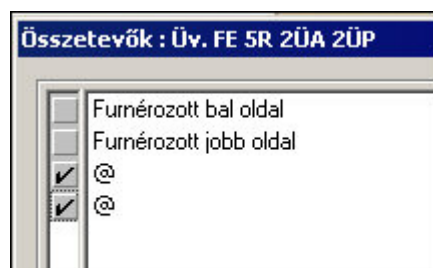 Összetevők : Üv. FE 5R 2ÜA 2ÜP
Furnérozott bal oldal
Furnérozott jobb oldal
@
@